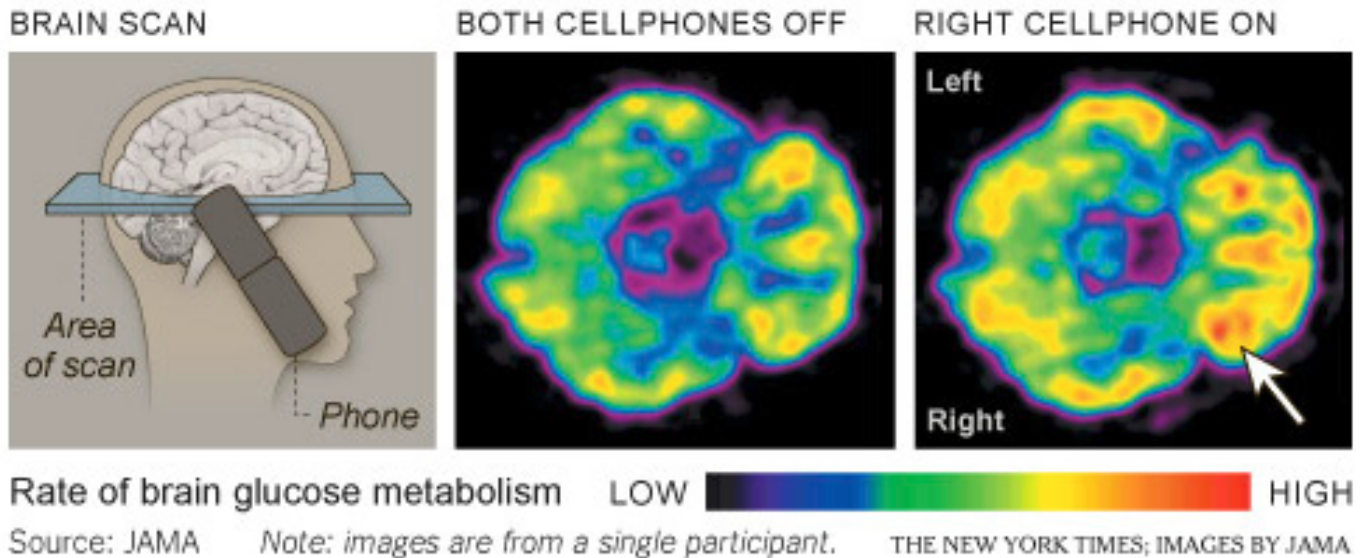 BRAIN SCAN
BOTH CELLPHONES OFF
RIGHT CELLPHONE ON
Area
of scan
Phone
Left
Right
Rate of brain glucose metabolism LOW HIGH
Source: JAMA Note: images are from a single participant. THE NEW YORK TIMES; IMAGES BY JAMA